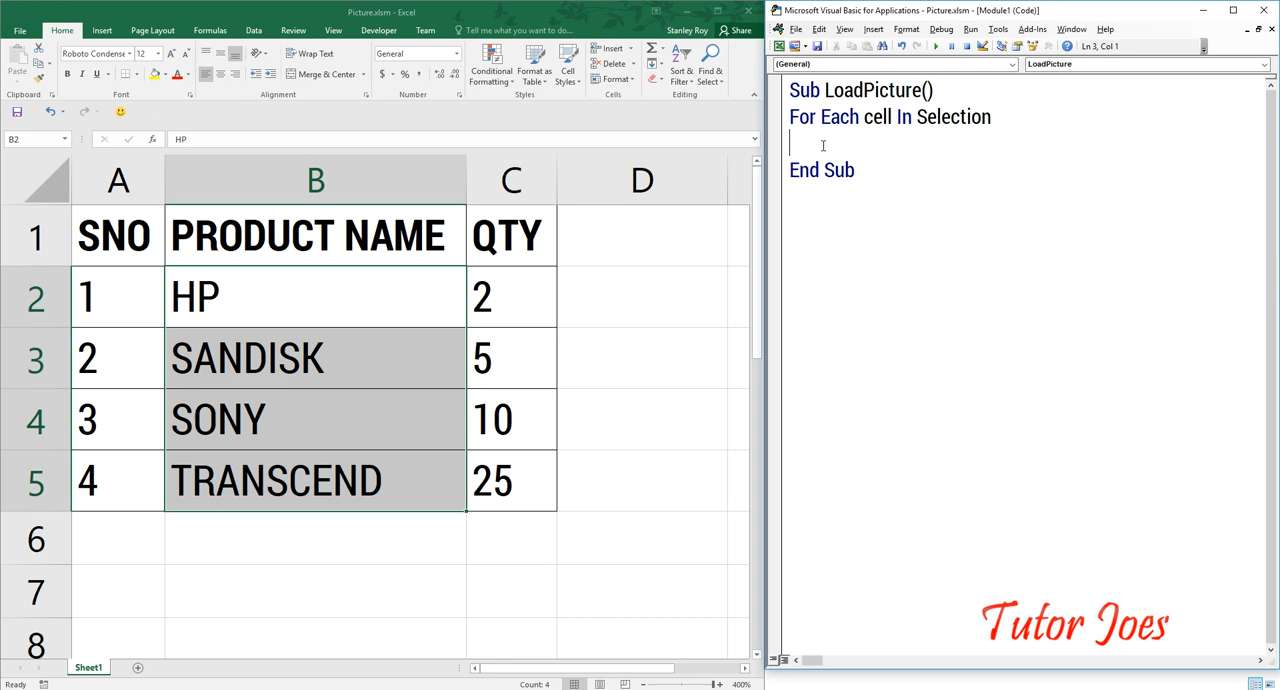 Picture.xlsm - Excel
File Home Insert Page Layout Formulas Data Review View Developer Team Tell me what you want to do... Stanley Roy Share
Paste
Roboto Condense 12
B I U
Wrap Text
Merge & Center
General
$ % ,
Conditional Formatting
Format as Table
Cell Styles
Insert
Delete
Format
Sort & Filter
Find & Select
Clipboard Font Alignment Number Styles Cells Editing
B2 fx HP
A B C D
1 SNO PRODUCT NAME QTY
2 1 HP 2
3 2 SANDISK 5
4 3 SONY 10
5 4 TRANSCEND 25
6
7
8
Sheet1
Ready Count: 4 400%
Microsoft Visual Basic for Applications - Picture.xlsm - [Module1 (Code)]
File Edit View Insert Format Debug Run Tools Add-Ins Window Help
Ln 3, Col 1
(General) LoadPicture
Sub LoadPicture()
For Each cell In Selection
End Sub
Tutor Joes